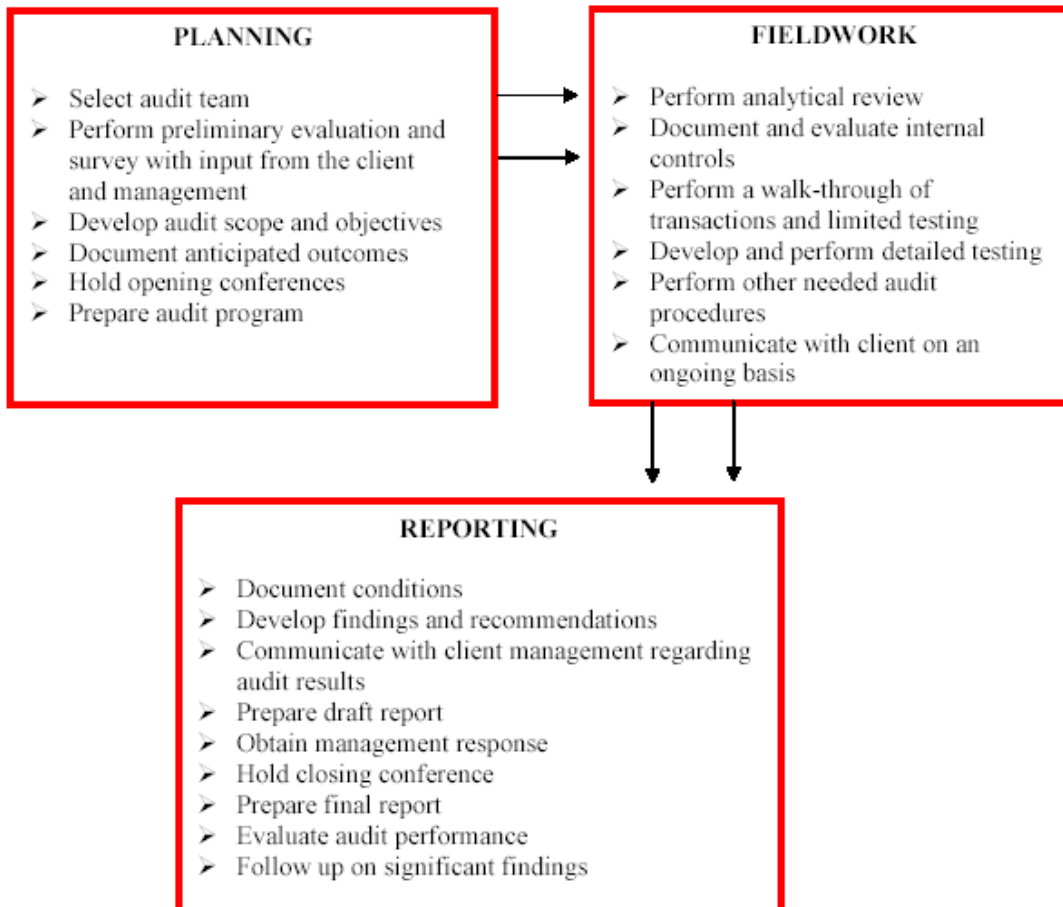 PLANNING
➢ Select audit team
➢ Perform preliminary evaluation and
survey with input from the client
and management
➢ Develop audit scope and objectives
➢ Document anticipated outcomes
➢ Hold opening conferences
➢ Prepare audit program
FIELDWORK
➢ Perform analytical review
➢ Document and evaluate internal
controls
➢ Perform a walk-through of
transactions and limited testing
➢ Develop and perform detailed testing
➢ Perform other needed audit
procedures
➢ Communicate with client on an
ongoing basis
REPORTING
➢ Document conditions
➢ Develop findings and recommendations
➢ Communicate with client management regarding
audit results
➢ Prepare draft report
➢ Obtain management response
➢ Hold closing conference
➢ Prepare final report
➢ Evaluate audit performance
➢ Follow up on significant findings